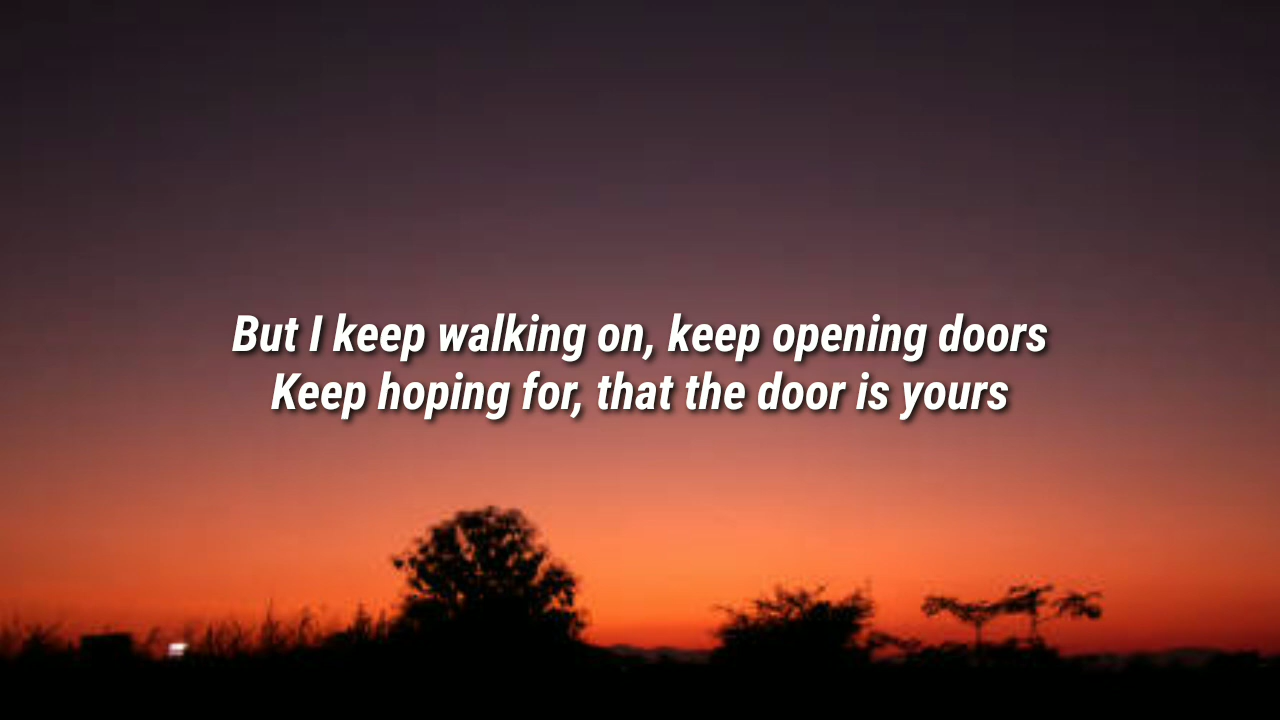 But I keep walking on, keep opening doors
Keep hoping for, that the door is yours